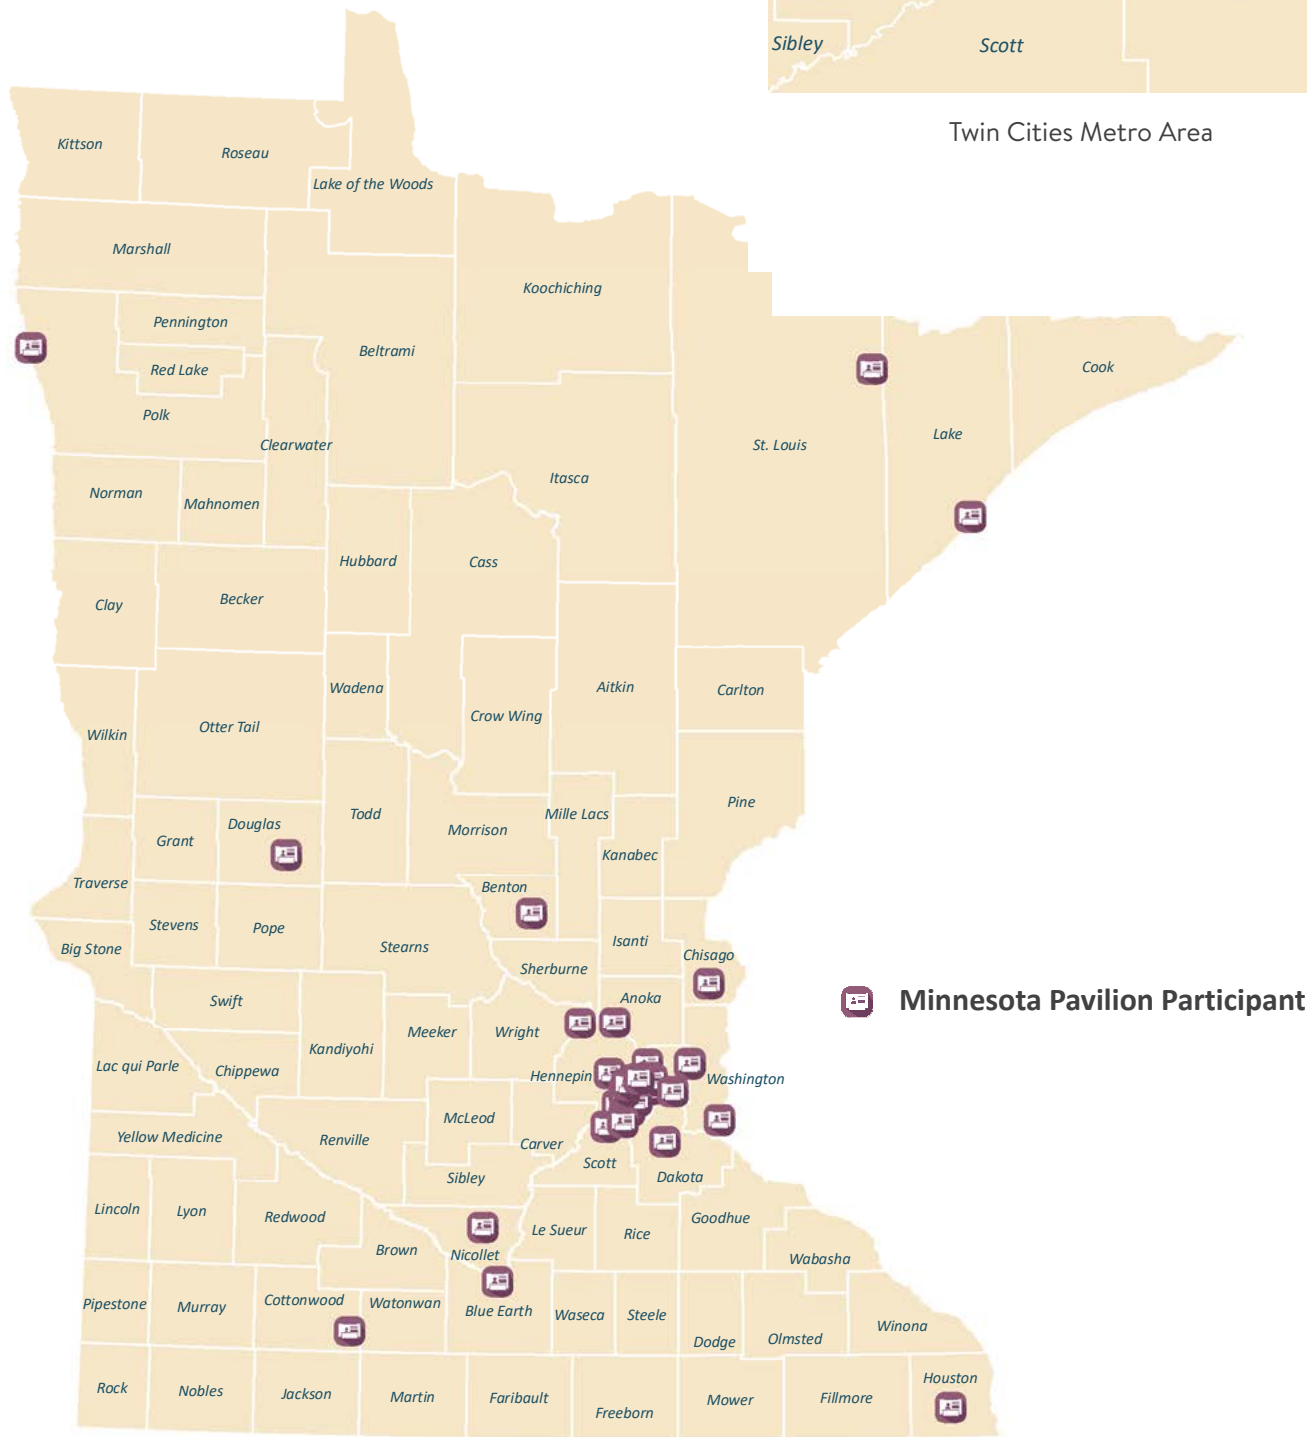 Sibley
Scott
Twin Cities Metro Area
Kittson
Roseau
Lake of the Woods
Marshall
Koochiching
Pennington
Beltrami
Red Lake
Cook
Polk
Lake
Clearwater
St. Louis
Itasca
Norman
Mahnomen
Hubbard
Cass
Becker
Clay
Wadena
Aitkin
Carlton
Crow Wing
Otter Tail
Wilkin
Pine
Todd
Mille Lacs
Douglas
Morrison
Grant
Kanabec
Traverse
Benton
Stevens
Pope
Isanti
Stearns
Big Stone
Chisago
Sherburne
Anoka
Swift
Minnesota Pavilion Participant
Meeker
Wright
Kandiyohi
Lac qui Parle
Chippewa
Hennepin
Washington
McLeod
Yellow Medicine
Renville
Carver
Scott
Sibley
Dakota
Lincoln
Lyon
Redwood
Goodhue
Le Sueur
Rice
Brown
Nicollet
Wabasha
Pipestone
Murray
Cottonwood
Watonwan
Blue Earth
Waseca
Steele
Winona
Dodge
Olmsted
Houston
Rock
Nobles
Jackson
Martin
Faribault
Freeborn
Mower
Fillmore